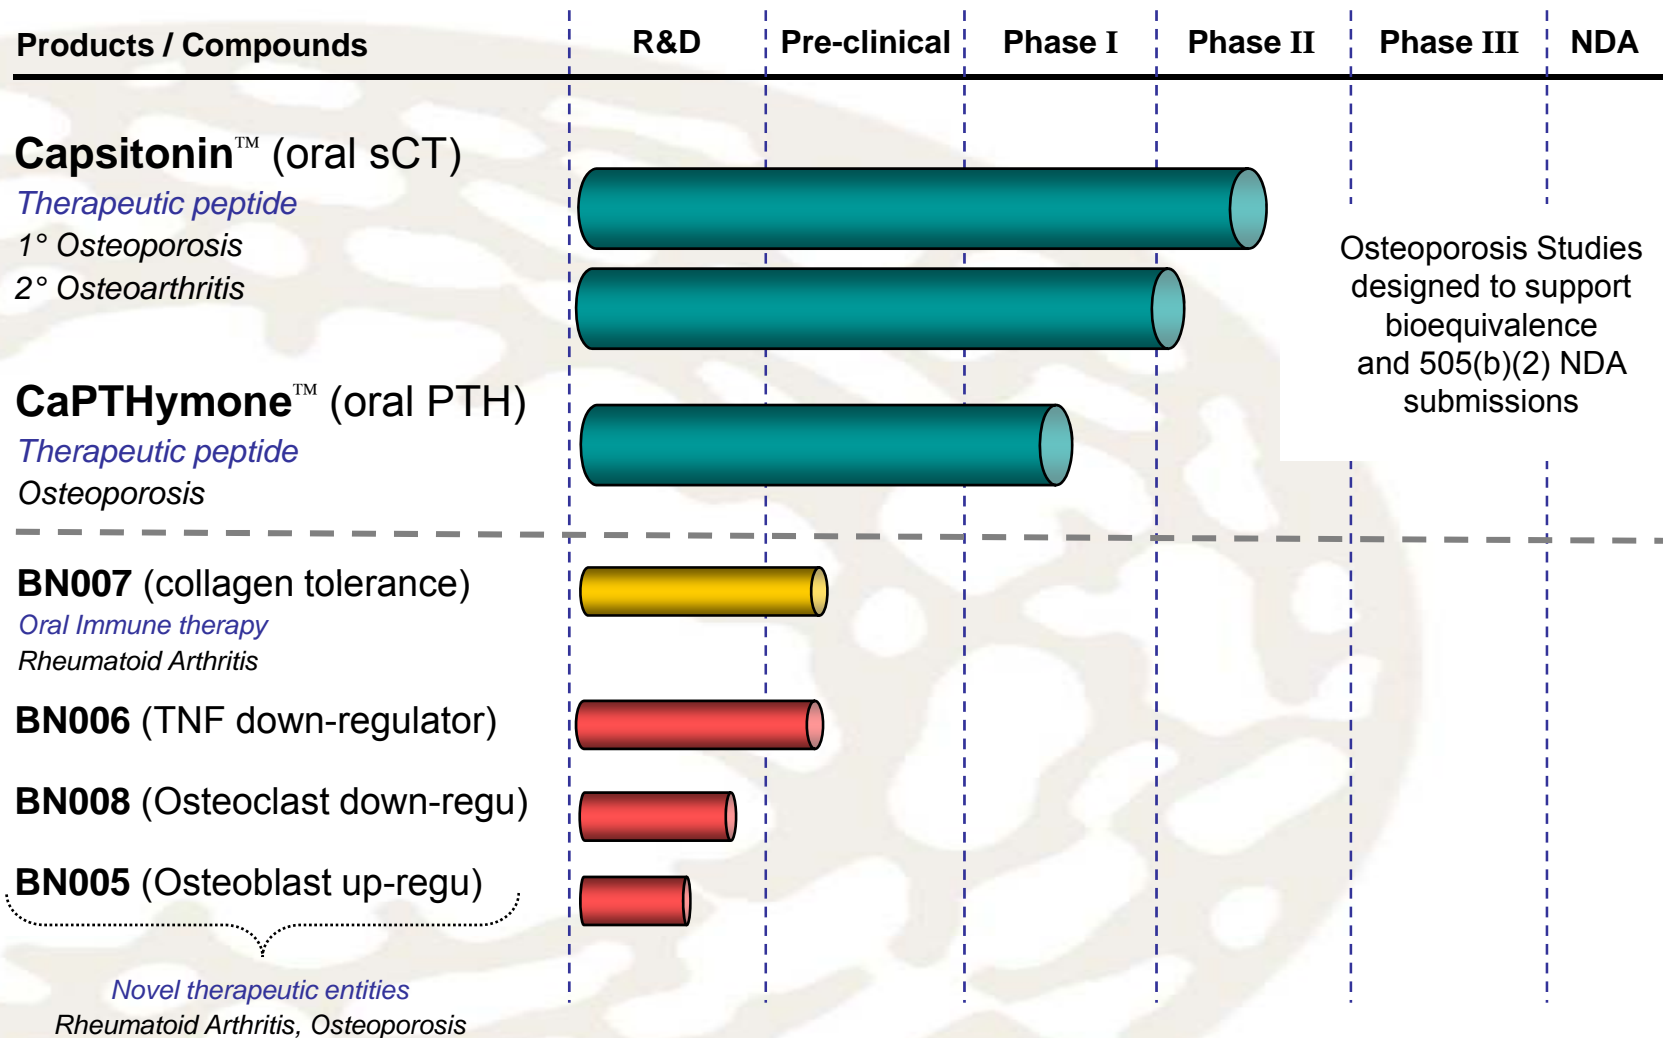 Products / Compounds R&D Pre-clinical Phase I Phase II Phase III NDA
Capsitonin™ (oral sCT)
Therapeutic peptide
1° Osteoporosis
2° Osteoarthritis
Osteoporosis Studies
designed to support
bioequivalence
and 505(b)(2) NDA
submissions
CaPTHymone™ (oral PTH)
Therapeutic peptide
Osteoporosis
BN007 (collagen tolerance)
Oral Immune therapy
Rheumatoid Arthritis
BN006 (TNF down-regulator)
BN008 (Osteoclast down-regu)
BN005 (Osteoblast up-regu)
Novel therapeutic entities
Rheumatoid Arthritis, Osteoporosis